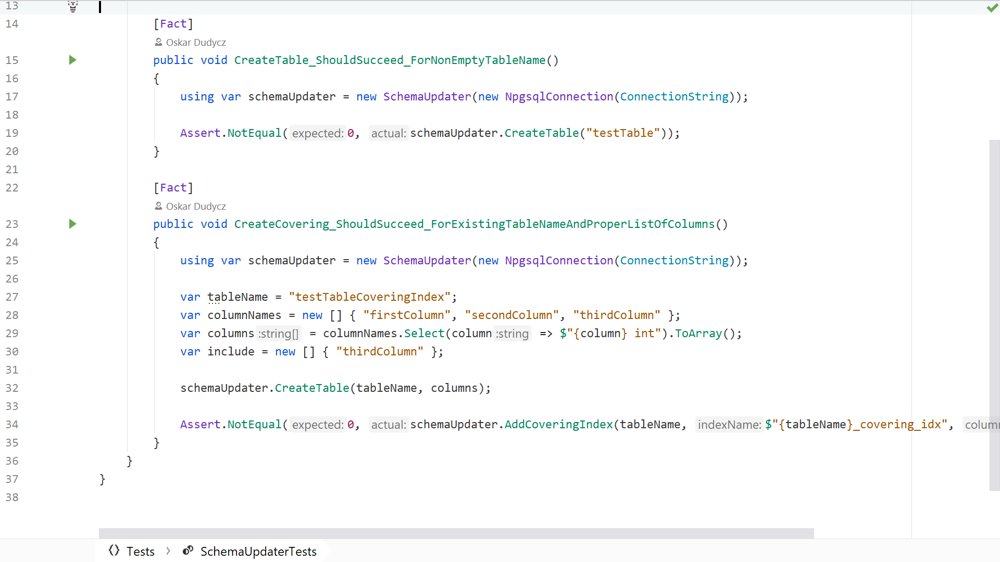 13
14 [Fact]
Oskar Dudycz
15 public void CreateTable_ShouldSucceed_ForNonEmptyTableName()
16 {
17 using var schemaUpdater = new SchemaUpdater(new NpgsqlConnection(ConnectionString));
18
19 Assert.NotEqual( expected: 0, actual: schemaUpdater.CreateTable("testTable"));
20 }
21
22 [Fact]
Oskar Dudycz
23 public void CreateCovering_ShouldSucceed_ForExistingTableNameAndProperListOfColumns()
24 {
25 using var schemaUpdater = new SchemaUpdater(new NpgsqlConnection(ConnectionString));
26
27 var tableName = "testTableCoveringIndex";
28 var columnNames = new [] { "firstColumn", "secondColumn", "thirdColumn" };
29 var columns :string[] = columnNames.Select(column :string => $"{column} int").ToArray();
30 var include = new [] { "thirdColumn" };
31
32 schemaUpdater.CreateTable(tableName, columns);
33
34 Assert.NotEqual( expected: 0, actual: schemaUpdater.AddCoveringIndex(tableName, indexName: $"{tableName}_covering_idx",
35 }
36 }
37 }
38
Tests > SchemaUpdaterTests